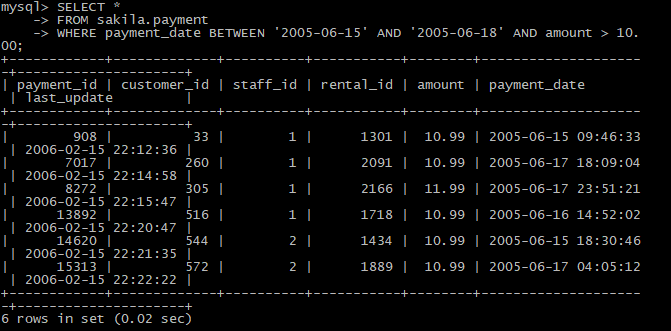 mysql> SELECT *
    -> FROM sakila.payment
    -> WHERE payment_date BETWEEN '2005-06-15' AND '2005-06-18' AND amount > 10.
00;
+------------+-------------+----------+-----------+--------+--------------------
-+---------------------+
| payment_id | customer_id | staff_id | rental_id | amount | payment_date
 | last_update         |
+------------+-------------+----------+-----------+--------+--------------------
-+---------------------+
|        908 |          33 |        1 |      1301 |  10.99 | 2005-06-15 09:46:33
 | 2006-02-15 22:12:36 |
|       7017 |         260 |        1 |      2091 |  10.99 | 2005-06-17 18:09:04
 | 2006-02-15 22:14:58 |
|       8272 |         305 |        1 |      2166 |  11.99 | 2005-06-17 23:51:21
 | 2006-02-15 22:15:47 |
|      13892 |         516 |        1 |      1718 |  10.99 | 2005-06-16 14:52:02
 | 2006-02-15 22:20:47 |
|      14620 |         544 |        2 |      1434 |  10.99 | 2005-06-15 18:30:46
 | 2006-02-15 22:21:35 |
|      15313 |         572 |        2 |      1889 |  10.99 | 2005-06-17 04:05:12
 | 2006-02-15 22:22:22 |
+------------+-------------+----------+-----------+--------+--------------------
-+---------------------+
6 rows in set (0.02 sec)